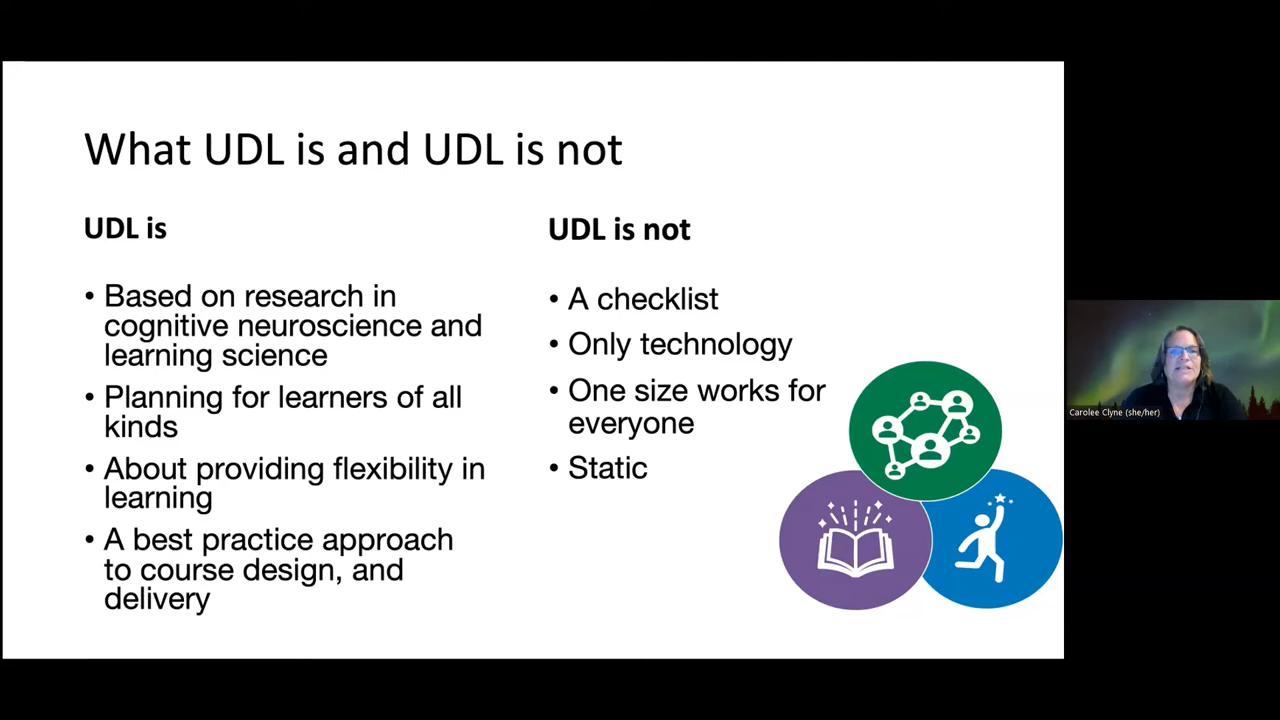 What UDL is and UDL is not
UDL is
• Based on research in
cognitive neuroscience and
learning science
• Planning for learners of all
kinds
• About providing flexibility in
learning
• A best practice approach
to course design, and
delivery
UDL is not
• A checklist
• Only technology
• One size works for
everyone
• Static
Carolee Clyne (she/her)